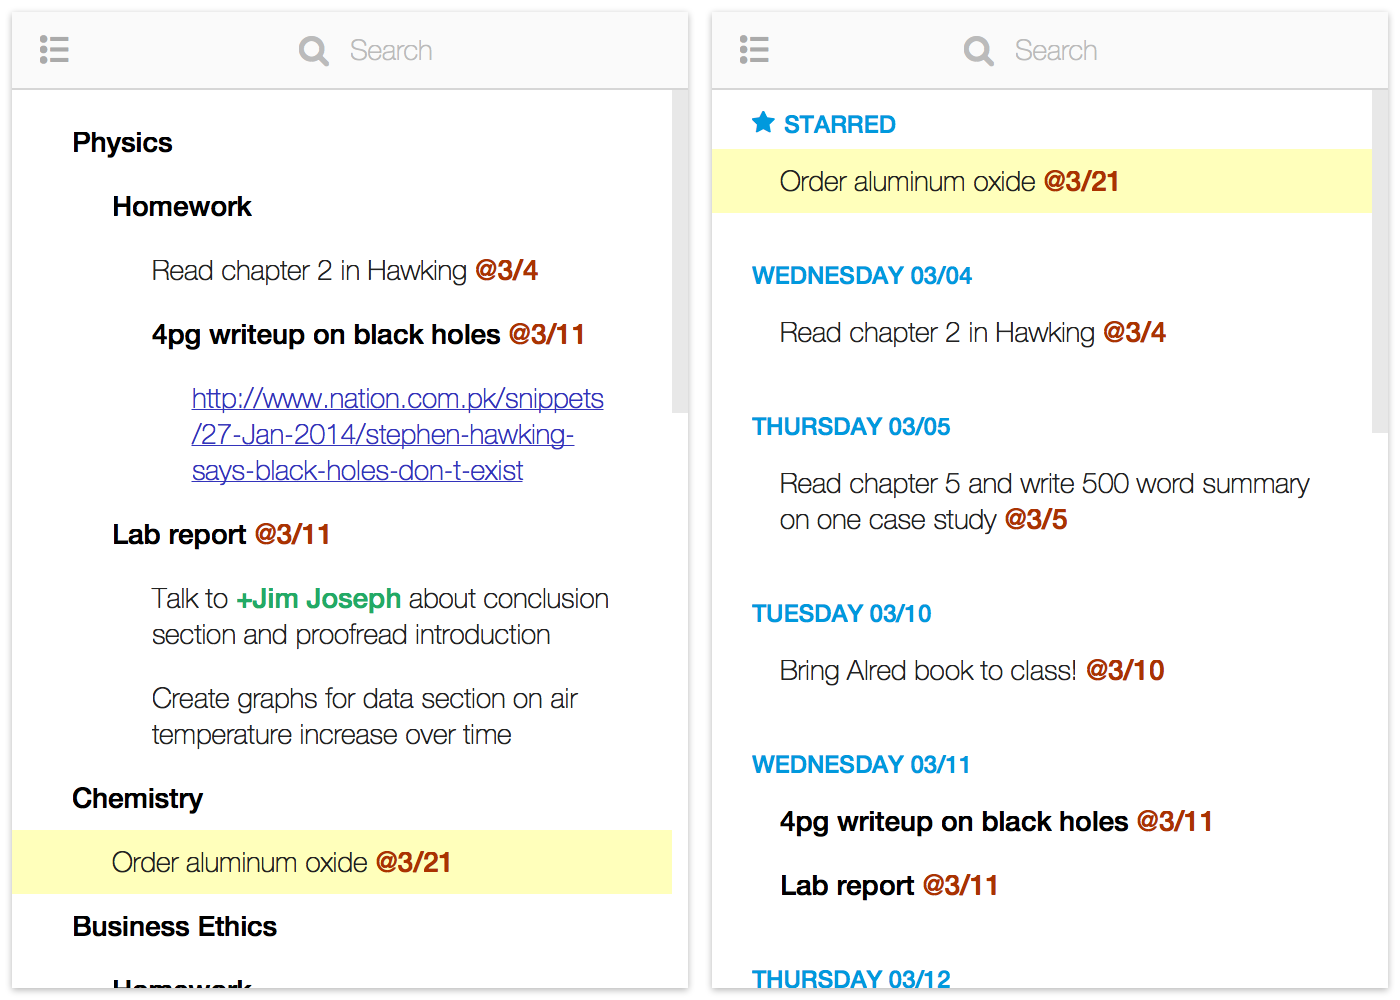 Search
Physics
Homework
Read chapter 2 in Hawking @3/4
4pg writeup on black holes @3/11
http://www.nation.com.pk/snippets
/27-Jan-2014/stephen-hawking-
says-black-holes-don-t-exist
Lab report @3/11
Talk to +Jim Joseph about conclusion
section and proofread introduction
Create graphs for data section on air
temperature increase over time
Chemistry
Order aluminum oxide @3/21
Business Ethics
Homework
Search
STARRED
Order aluminum oxide @3/21
WEDNESDAY 03/04
Read chapter 2 in Hawking @3/4
THURSDAY 03/05
Read chapter 5 and write 500 word summary
on one case study @3/5
TUESDAY 03/10
Bring Alred book to class! @3/10
WEDNESDAY 03/11
4pg writeup on black holes @3/11
Lab report @3/11
THURSDAY 03/12